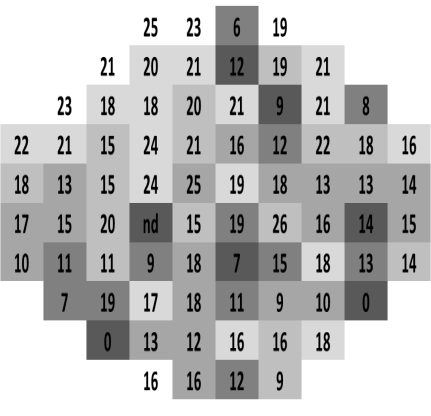 25 23 6 19
21 20 21 12 19 21
23 18 18 20 21 9 21 8
22 21 15 24 21 16 12 22 18 16
18 13 15 24 25 19 18 13 13 14
17 15 20 nd 15 19 26 16 14 15
10 11 11 9 18 7 15 18 13 14
7 19 17 18 11 9 10 0
0 13 12 16 16 18
16 16 12 9